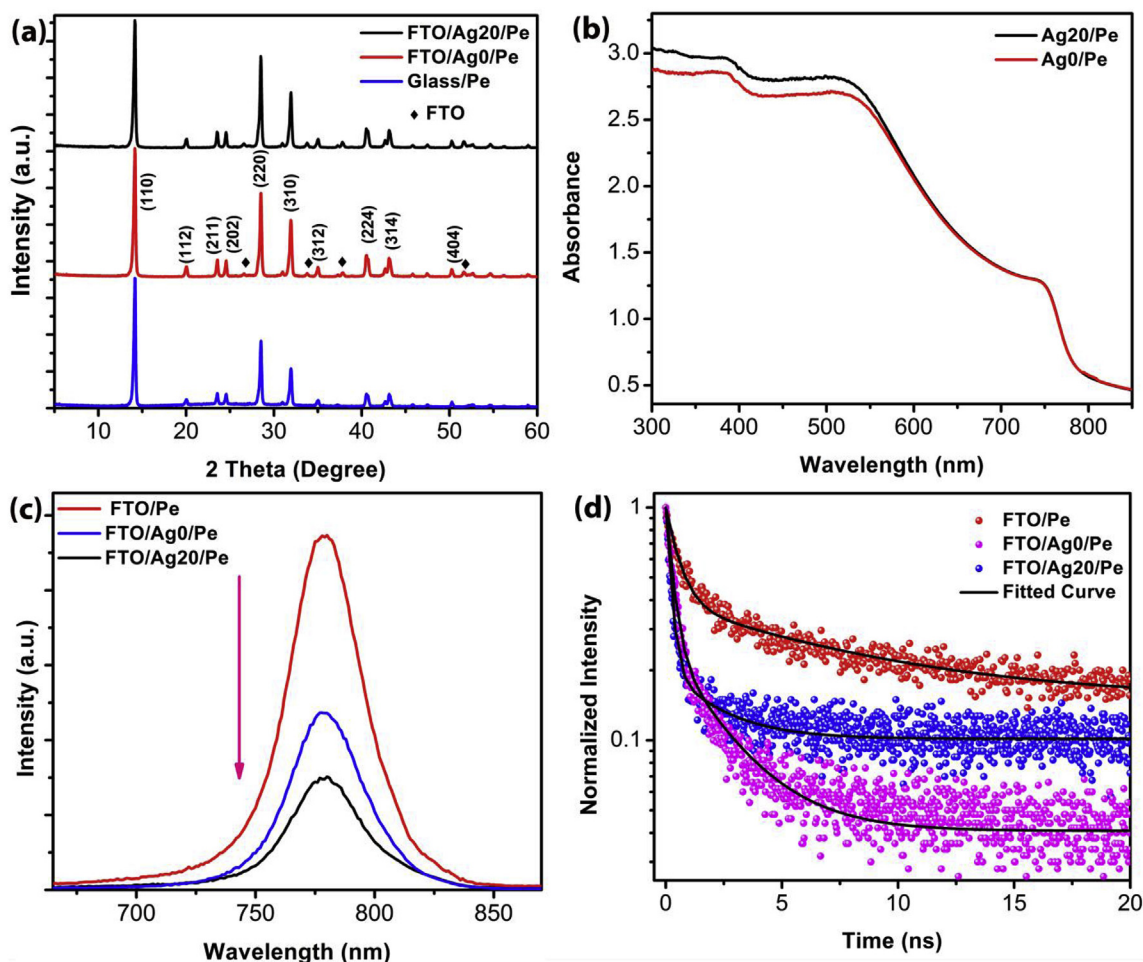 (a)
FTO/Ag20/Pe
FTO/Ag0/Pe
Glass/Pe
♦ FTO
(110)
(112)
(211)
(202)
(220)
(310)
(312)
(224)
(314)
(404)
Intensity (a.u.)
10 20 30 40 50 60
2 Theta (Degree)
(b)
Ag20/Pe
Ag0/Pe
3.0
2.5
2.0
1.5
1.0
0.5
Absorbance
300 400 500 600 700 800
Wavelength (nm)
(c)
FTO/Pe
FTO/Ag0/Pe
FTO/Ag20/Pe
Intensity (a.u.)
700 750 800 850
Wavelength (nm)
(d)
FTO/Pe
FTO/Ag0/Pe
FTO/Ag20/Pe
Fitted Curve
1
0.1
Normalized Intensity
0 5 10 15 20
Time (ns)